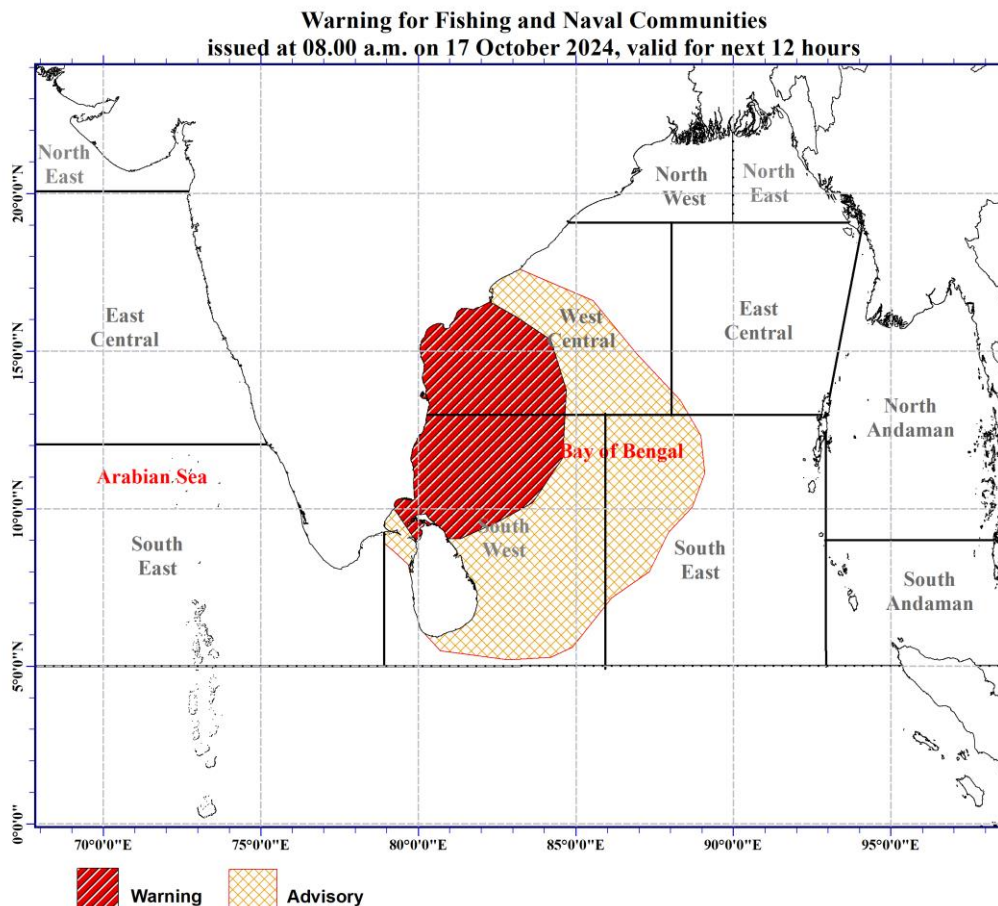 Warning for Fishing and Naval Communities
issued at 08.00 a.m. on 17 October 2024, valid for next 12 hours
North
East
North
West
North
East
20°0'0"N
East
Central
West
Central
East
Central
15°0'0"N
North
Andaman
Arabian Sea
Bay of Bengal
10°0'0"N
South
East
South
West
South
East
South
Andaman
5°0'0"N
0°0'0"
70°0'0"E
75°0'0"E
80°0'0"E
85°0'0"E
90°0'0"E
95°0'0"E
Warning
Advisory